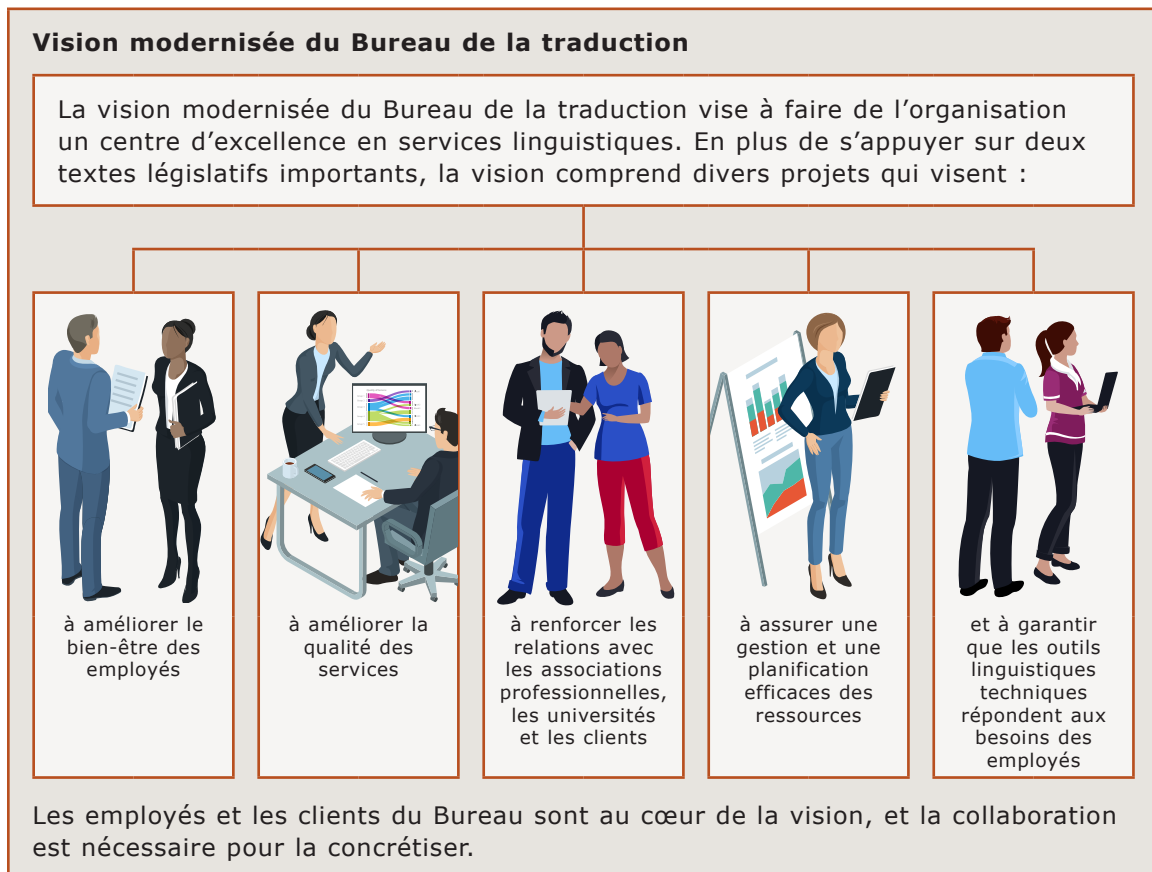 Vision modernisée du Bureau de la traduction
La vision modernisée du Bureau de la traduction vise à faire de l’organisation
un centre d’excellence en services linguistiques. En plus de s’appuyer sur deux
textes législatifs importants, la vision comprend divers projets qui visent :
à améliorer le
bien-être des
employés
à améliorer la
qualité des
services
à renforcer les
relations avec
les associations
professionnelles,
les universités
et les clients
à assurer une
gestion et une
planification
efficaces des
ressources
et à garantir
que les outils
linguistiques
techniques
répondent aux
besoins des
employés
Les employés et les clients du Bureau sont au cœur de la vision, et la collaboration
est nécessaire pour la concrétiser.